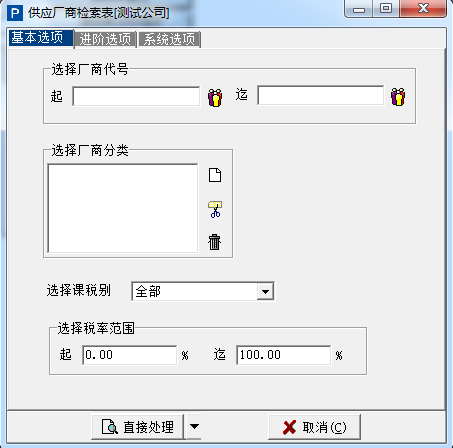 供应厂商检索表[测试公司]
基本选项 进阶选项 系统选项
选择厂商代号
起 迄
选择厂商分类
选择课税别 全部
选择税率范围
起 0.00 % 迄 100.00 %
直接处理 取消(C)